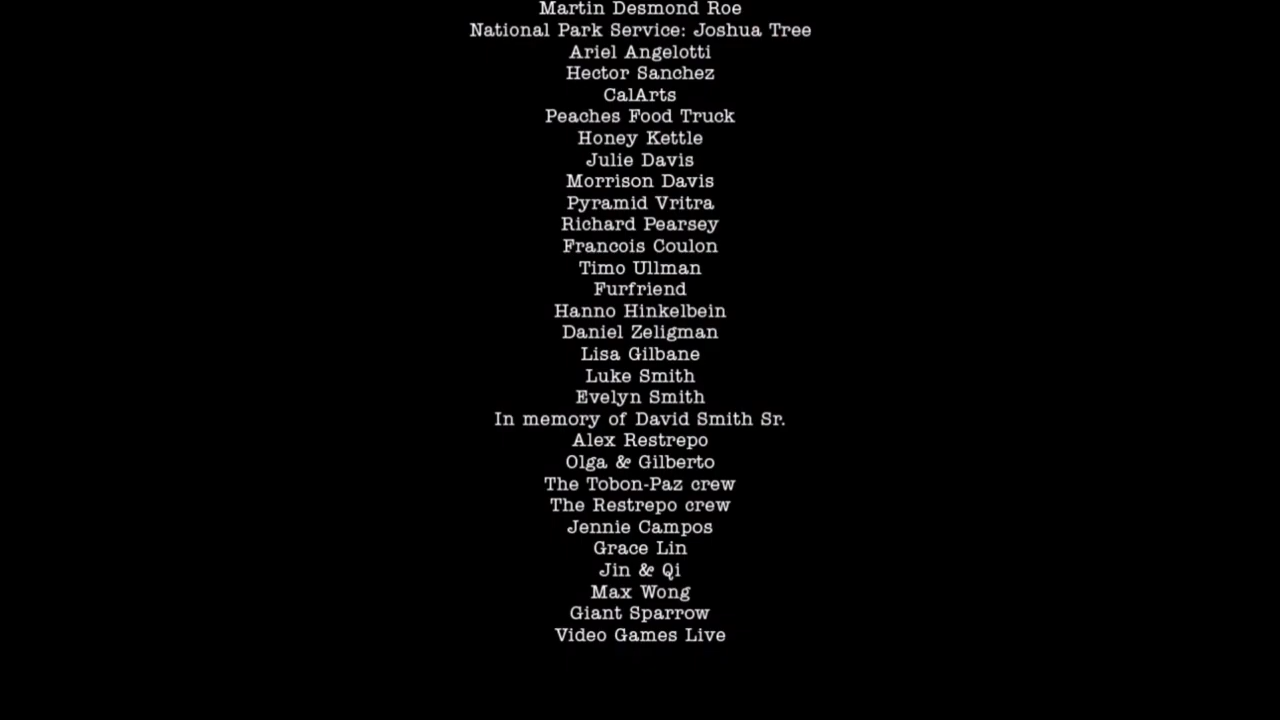 Martin Desmond Roe
National Park Service: Joshua Tree
Ariel Angelotti
Hector Sanchez
CalArts
Peaches Food Truck
Honey Kettle
Julie Davis
Morrison Davis
Pyramid Vritra
Richard Pearsey
Francois Coulon
Timo Ullman
Furfriend
Hanno Hinkelbein
Daniel Zeligman
Lisa Gilbane
Luke Smith
Evelyn Smith
In memory of David Smith Sr.
Alex Restrepo
Olga & Gilberto
The Tobon-Paz crew
The Restrepo crew
Jennie Campos
Grace Lin
Jin & Qi
Max Wong
Giant Sparrow
Video Games Live